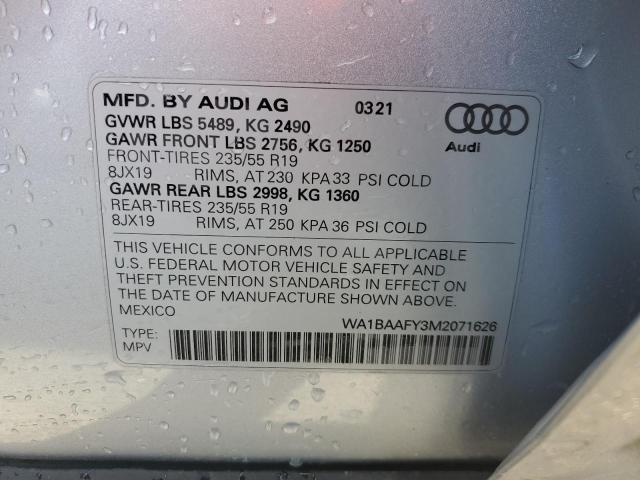 MFD. BY AUDI AG 0321
GVWR LBS 5489, KG 2490
GAWR FRONT LBS 2756, KG 1250
FRONT-TIRES 235/55 R19
8JX19 RIMS, AT 230 KPA 33 PSI COLD
GAWR REAR LBS 2998, KG 1360
REAR-TIRES 235/55 R19
8JX19 RIMS, AT 250 KPA 36 PSI COLD
Audi
THIS VEHICLE CONFORMS TO ALL APPLICABLE
U.S. FEDERAL MOTOR VEHICLE SAFETY AND
THEFT PREVENTION STANDARDS IN EFFECT ON
THE DATE OF MANUFACTURE SHOWN ABOVE.
MEXICO
WA1BAAFY3M2071626
TYPE:
MPV